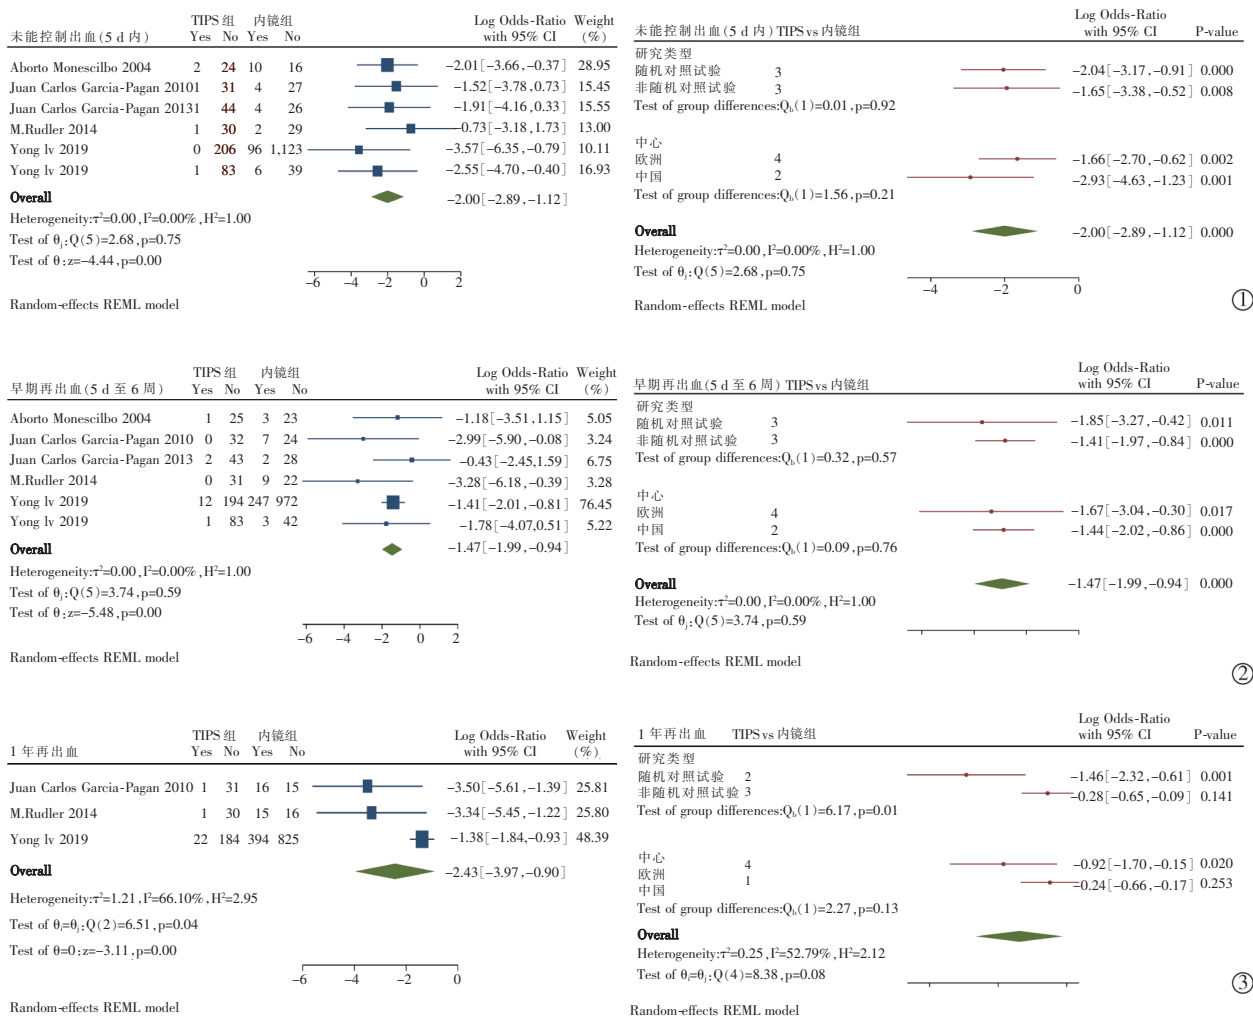 TIPS 组 内镜组 Log Odds-Ratio Weight
未能控制出血(5 d 内) Yes No Yes No with 95% CI (%)
Aborto Monescilbo 2004 2 24 10 16 -2.01[-3.66,-0.37] 28.95
Juan Carlos Garcia-Pagan 20101 31 4 27 -1.52[-3.78,0.73] 15.45
Juan Carlos Garcia-Pagan 20131 44 4 26 -1.91[-4.16,0.33] 15.55
M.Rudler 2014 1 30 2 29 -0.73[-3.18,1.73] 13.00
Yong lv 2019 0 206 96 1,123 -3.57[-6.35,-0.79] 10.11
Yong lv 2019 1 83 6 39 -2.55[-4.70,-0.40] 16.93
Overall -2.00[-2.89,-1.12]
Heterogeneity:τ²=0.00,I²=0.00%,H²=1.00
Test of θⱼ:Q(5)=2.68,p=0.75
Test of θ:z=-4.44,p=0.00
-6 -4 -2 0 2
Random-effects REML model
Log Odds-Ratio
未能控制出血(5 d 内)TIPS vs 内镜组 with 95% CI P-value
研究类型
随机对照试验 3 -2.04[-3.17,-0.91] 0.000
非随机对照试验 3 -1.65[-3.38,-0.52] 0.008
Test of group differences:Qb(1)=0.01,p=0.92
中心
欧洲 4 -1.66[-2.70,-0.62] 0.002
中国 2 -2.93[-4.63,-1.23] 0.001
Test of group differences:Qb(1)=1.56,p=0.21
Overall -2.00[-2.89,-1.12] 0.000
Heterogeneity:τ²=0.00,I²=0.00%,H²=1.00
Test of θⱼ:Q(5)=2.68,p=0.75
-4 -2 0
Random-effects REML model
①
TIPS 组 内镜组 Log Odds-Ratio Weight
早期再出血(5 d 至 6 周) Yes No Yes No with 95% CI (%)
Aborto Monescilbo 2004 1 25 3 23 -1.18[-3.51,1.15] 5.05
Juan Carlos Garcia-Pagan 2010 0 32 7 24 -2.99[-5.90,-0.08] 3.24
Juan Carlos Garcia-Pagan 2013 2 43 2 28 -0.43[-2.45,1.59] 6.75
M.Rudler 2014 0 31 9 22 -3.28[-6.18,-0.39] 3.28
Yong lv 2019 12 194 247 972 -1.41[-2.01,-0.81] 76.45
Yong lv 2019 1 83 3 42 -1.78[-4.07,0.51] 5.22
Overall -1.47[-1.99,-0.94]
Heterogeneity:τ²=0.00,I²=0.00%,H²=1.00
Test of θⱼ:Q(5)=3.74,p=0.59
Test of θ:z=-5.48,p=0.00
-6 -4 -2 0 2
Random-effects REML model
Log Odds-Ratio
早期再出血(5 d 至 6 周) TIPS vs 内镜组 with 95% CI P-value
研究类型
随机对照试验 3 -1.85[-3.27,-0.42] 0.011
非随机对照试验 3 -1.41[-1.97,-0.84] 0.000
Test of group differences:Qb(1)=0.32,p=0.57
中心
欧洲 4 -1.67[-3.04,-0.30] 0.017
中国 2 -1.44[-2.02,-0.86] 0.000
Test of group differences:Qb(1)=0.09,p=0.76
Overall -1.47[-1.99,-0.94] 0.000
Heterogeneity:τ²=0.00,I²=0.00%,H²=1.00
Test of θⱼ:Q(5)=3.74,p=0.59
Random-effects REML model
②
TIPS 组 内镜组 Log Odds-Ratio Weight
1 年再出血 Yes No Yes No with 95% CI (%)
Juan Carlos Garcia-Pagan 2010 1 31 16 15 -3.50[-5.61,-1.39] 25.81
M.Rudler 2014 1 30 15 16 -3.34[-5.45,-1.22] 25.80
Yong lv 2019 22 184 394 825 -1.38[-1.84,-0.93] 48.39
Overall -2.43[-3.97,-0.90]
Heterogeneity:τ²=1.21,I²=66.10%,H²=2.95
Test of θᵢ=θⱼ:Q(2)=6.51,p=0.04
Test of θ=0:z=-3.11,p=0.00
-6 -4 -2 0
Random-effects REML model
Log Odds-Ratio
1 年再出血 TIPS vs 内镜组 with 95% CI P-value
研究类型
随机对照试验 2 -1.46[-2.32,-0.61] 0.001
非随机对照试验 3 -0.28[-0.65,-0.09] 0.141
Test of group differences:Qb(1)=6.17,p=0.01
中心 4 -0.92[-1.70,-0.15] 0.020
欧洲
中国 1 -0.24[-0.66,-0.17] 0.253
Test of group differences:Qb(1)=2.27,p=0.13
Overall
Heterogeneity:τ²=0.25,I²=52.79%,H²=2.12
Test of θᵢ=θⱼ:Q(4)=8.38,p=0.08
Random-effects REML model
③